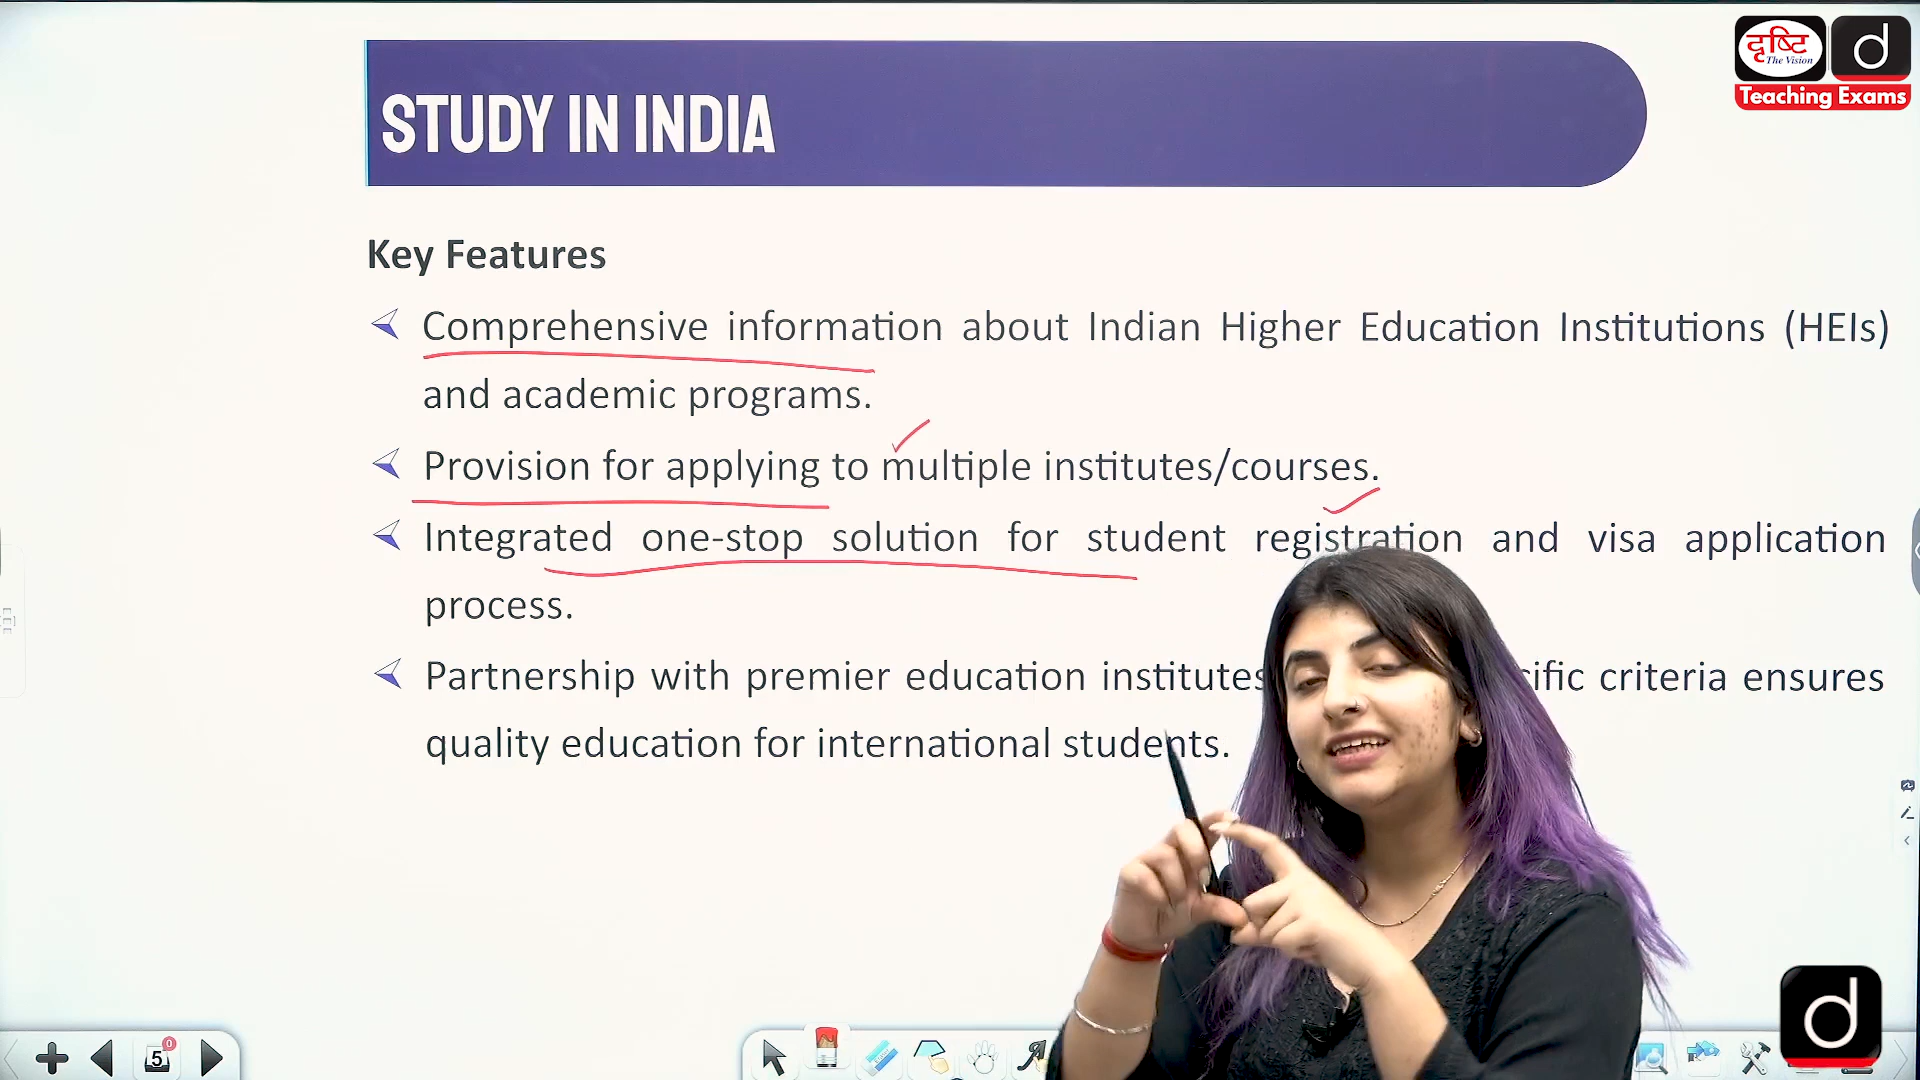 दृष्टि
The Vision
d
Teaching Exams
STUDY IN INDIA
Key Features
Comprehensive information about Indian Higher Education Institutions (HEIs)
and academic programs.
Provision for applying to multiple institutes/courses.
Integrated one-stop solution for student registration and visa application
process.
Partnership with premier education institutes criteria ensures
quality education for international students.
5
0
d